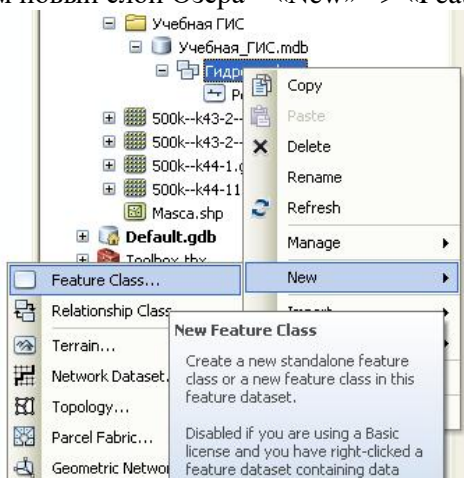 новый слой Озера – «New» -> «Feat
Учебная ГИС
Учебная_ГИС.mdb
500k--k43-2--
500k--k43-2--
500k--k44-1.g
500k--k44-11
Masca.shp
Default.gdb
Toolbox.tbx
Copy
Paste
Delete
Rename
Refresh
Manage
New
Import
Feature Class...
Relationship Class
Terrain...
Network Dataset.
Topology...
Parcel Fabric...
Geometric Networ
New Feature Class
Create a new standalone feature
class or a new feature class in this
feature dataset.
Disabled if you are using a Basic
license and you have right-clicked a
feature dataset containing data